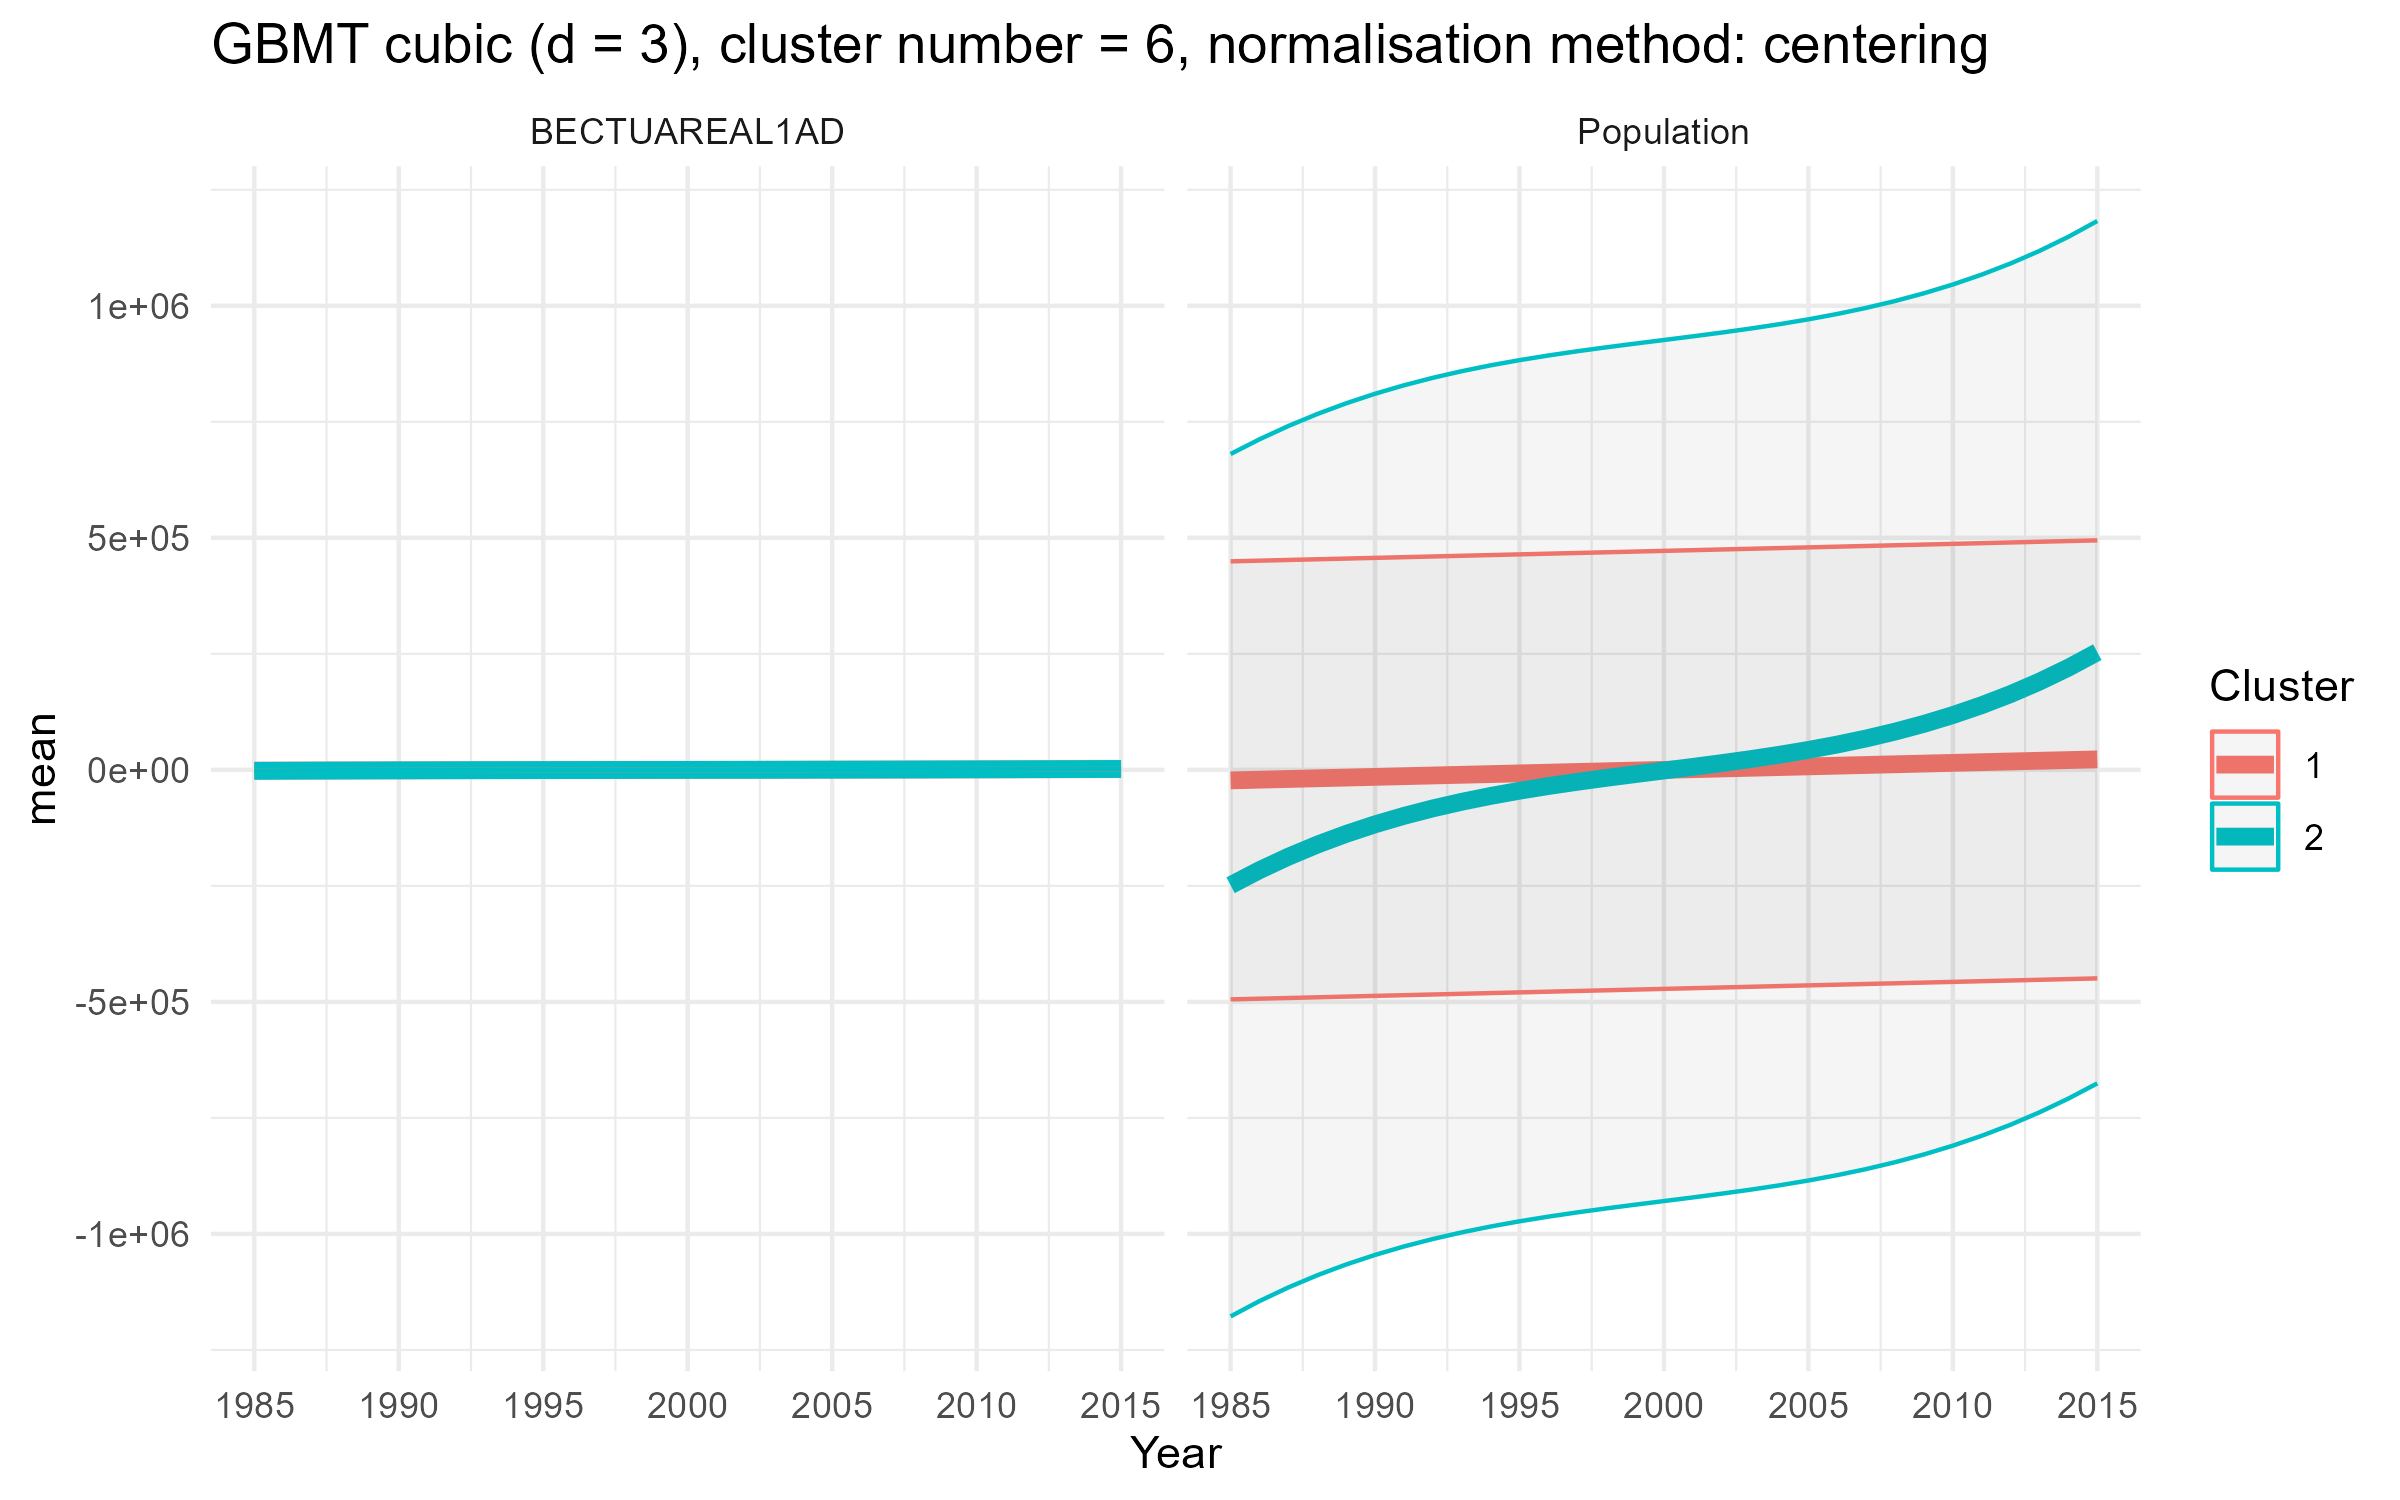 GBMT cubic (d = 3), cluster number = 6, normalisation method: centering
BECTUAREAL1AD
Population
1e+06
5e+05
0e+00
-5e+05
-1e+06
mean
1985 1990 1995 2000 2005 2010 2015
1985 1990 1995 2000 2005 2010 2015
Year
Cluster
1
2